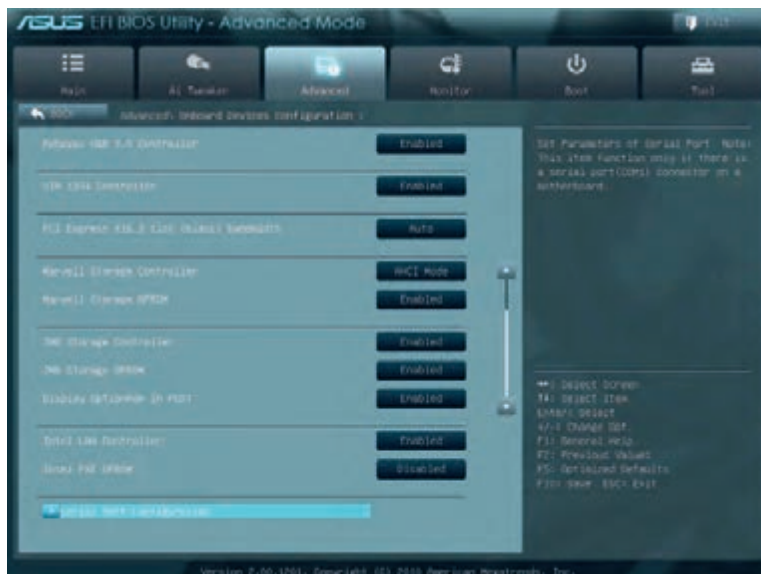 ASUS EFI BIOS Utility - Advanced Mode
Exit
Main
Ai Tweaker
Advanced
Monitor
Boot
Tool
Back
Advanced\ Onboard Devices Configuration >
USB 3.0 Controller
Enabled
VIA 1394 Controller
Enabled
PCI Express Slot Bandwidth
Auto
Marvell Storage Controller
AHCI Mode
Marvell Storage OPROM
Enabled
JMB Storage Controller
Enabled
JMB Storage OPROM
Enabled
Display OptionRom in POST
Enabled
Intel LAN Controller
Enabled
PXE OPROM
Disabled
> Serial Port Configuration
Set Parameters of Serial Port. Note:
This item function only if there is
a serial port(COM1) connector on a
motherboard.
Select Screen
Select Item
Enter: Select
+/-: Change Opt.
F1: General Help
F2: Previous Values
F5: Optimized Defaults
F10: Save ESC: Exit
Version 2.00.1201. Copyright (C) 2010 American Megatrends, Inc.